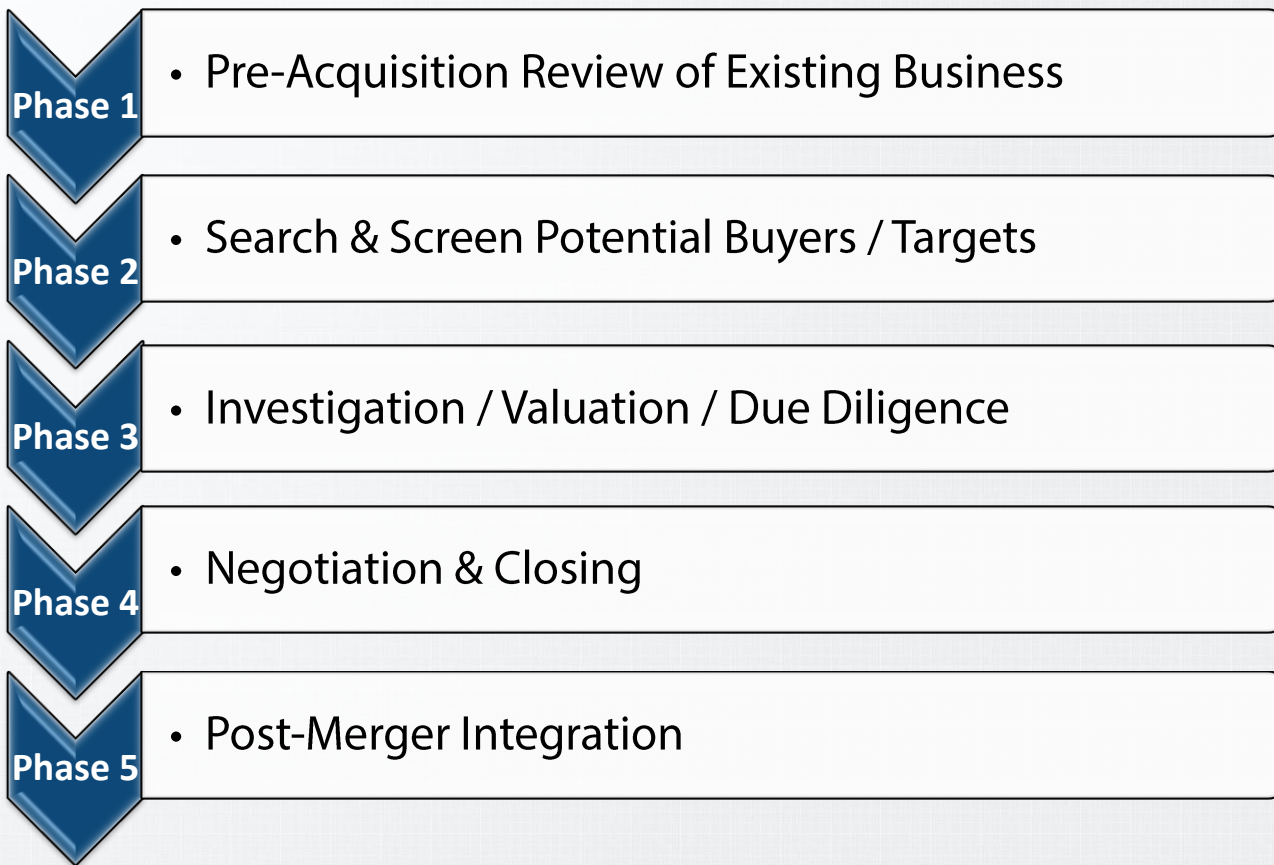 Phase 1
• Pre-Acquisition Review of Existing Business
Phase 2
• Search & Screen Potential Buyers / Targets
Phase 3
• Investigation / Valuation / Due Diligence
Phase 4
• Negotiation & Closing
Phase 5
• Post-Merger Integration